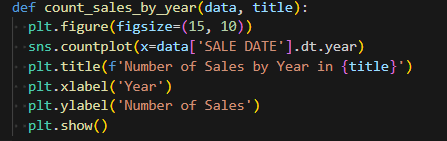 def count_sales_by_year(data, title):
  plt.figure(figsize=(15, 10))
  sns.countplot(x=data['SALE DATE'].dt.year)
  plt.title(f'Number of Sales by Year in {title}')
  plt.xlabel('Year')
  plt.ylabel('Number of Sales')
  plt.show()